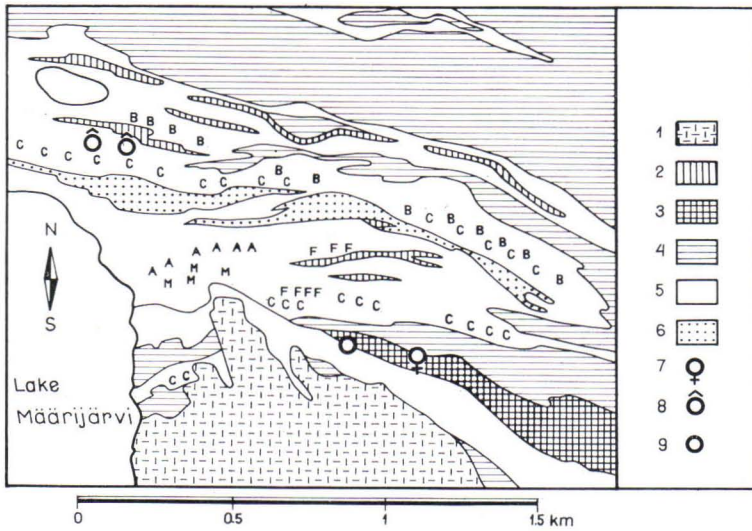 B B B B
C C C C C C
C C C C B B
B C B C B C B B B B
A A A A A A A M M M M
F F F
F F F F
C C C C C C
C C C C
C C
N
S
Lake
Määrijärvi
1
2
3
4
5
6
7
8
9
0 0.5 1 1.5 km